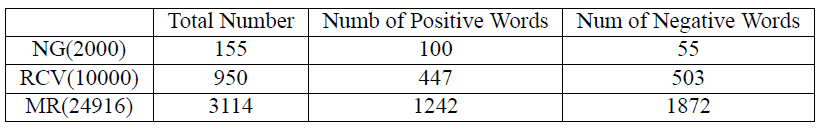 Total Number Numb of Positive Words Num of Negative Words
NG(2000) 155 100 55
RCV(10000) 950 447 503
MR(24916) 3114 1242 1872